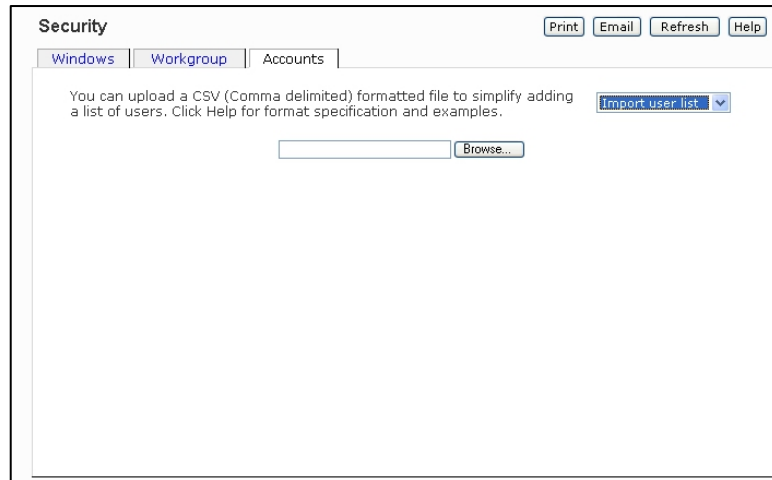 Security
Print Email Refresh Help
Windows Workgroup Accounts
You can upload a CSV (Comma delimited) formatted file to simplify adding
a list of users. Click Help for format specification and examples.
Import user list
Browse...